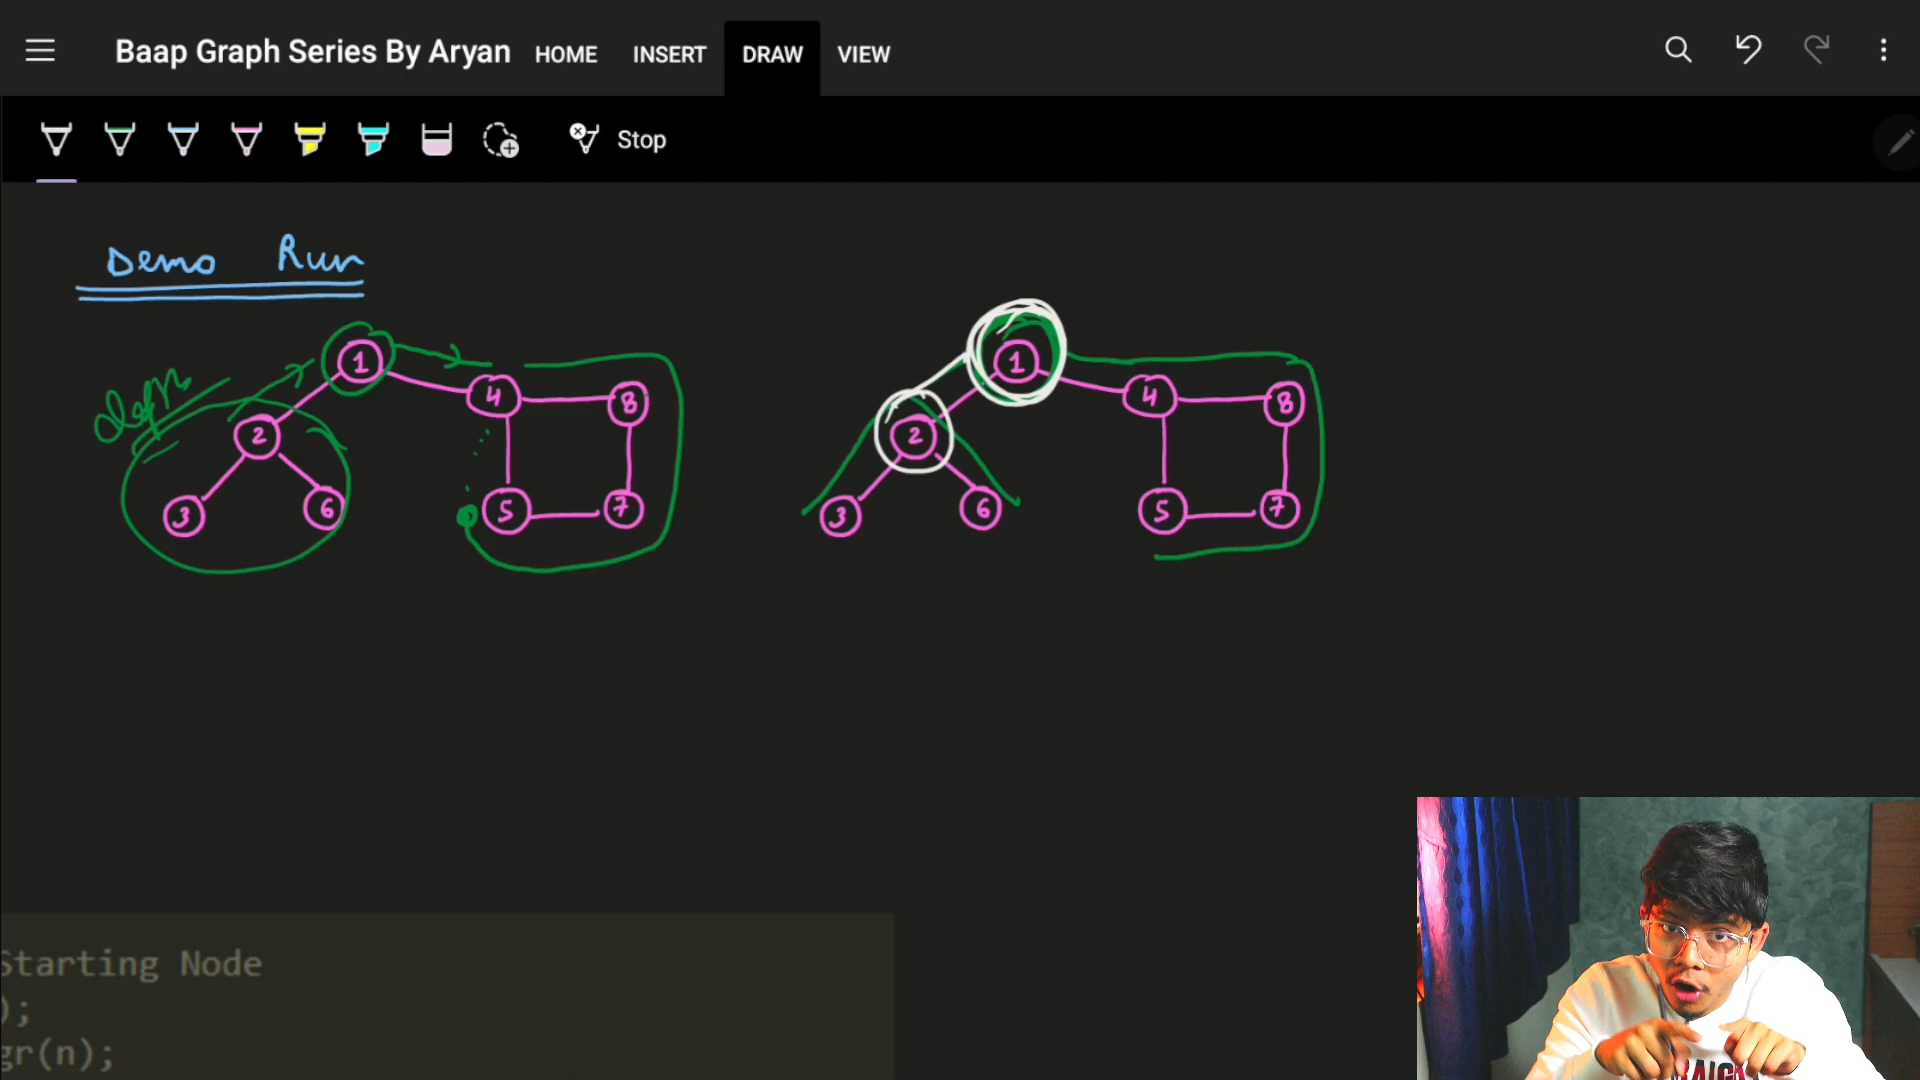 Baap Graph Series By Aryan HOME INSERT DRAW VIEW
Stop
Demo Run
1
4 8
2
3 6 5 7
1
4 8
2
3 6 5 7
Starting Node
);
gr(n);